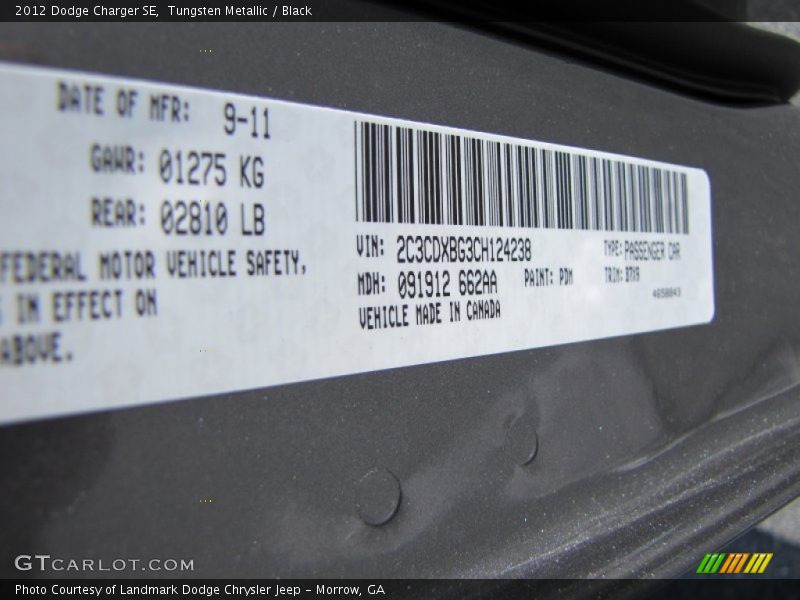 2012 Dodge Charger SE, Tungsten Metallic / Black
DATE OF MFR: 9-11
GAWR: 01275 KG
REAR: 02810 LB
FEDERAL MOTOR VEHICLE SAFETY,
IN EFFECT ON
ABOVE.
VIN: 2C3CDXBG3CH124238
TYPE: PASSENGER CAR
MDH: 091912 662AA
PAINT: PDM
TRIM:
VEHICLE MADE IN CANADA
GTCARLOT.COM
Photo Courtesy of Landmark Dodge Chrysler Jeep - Morrow, GA